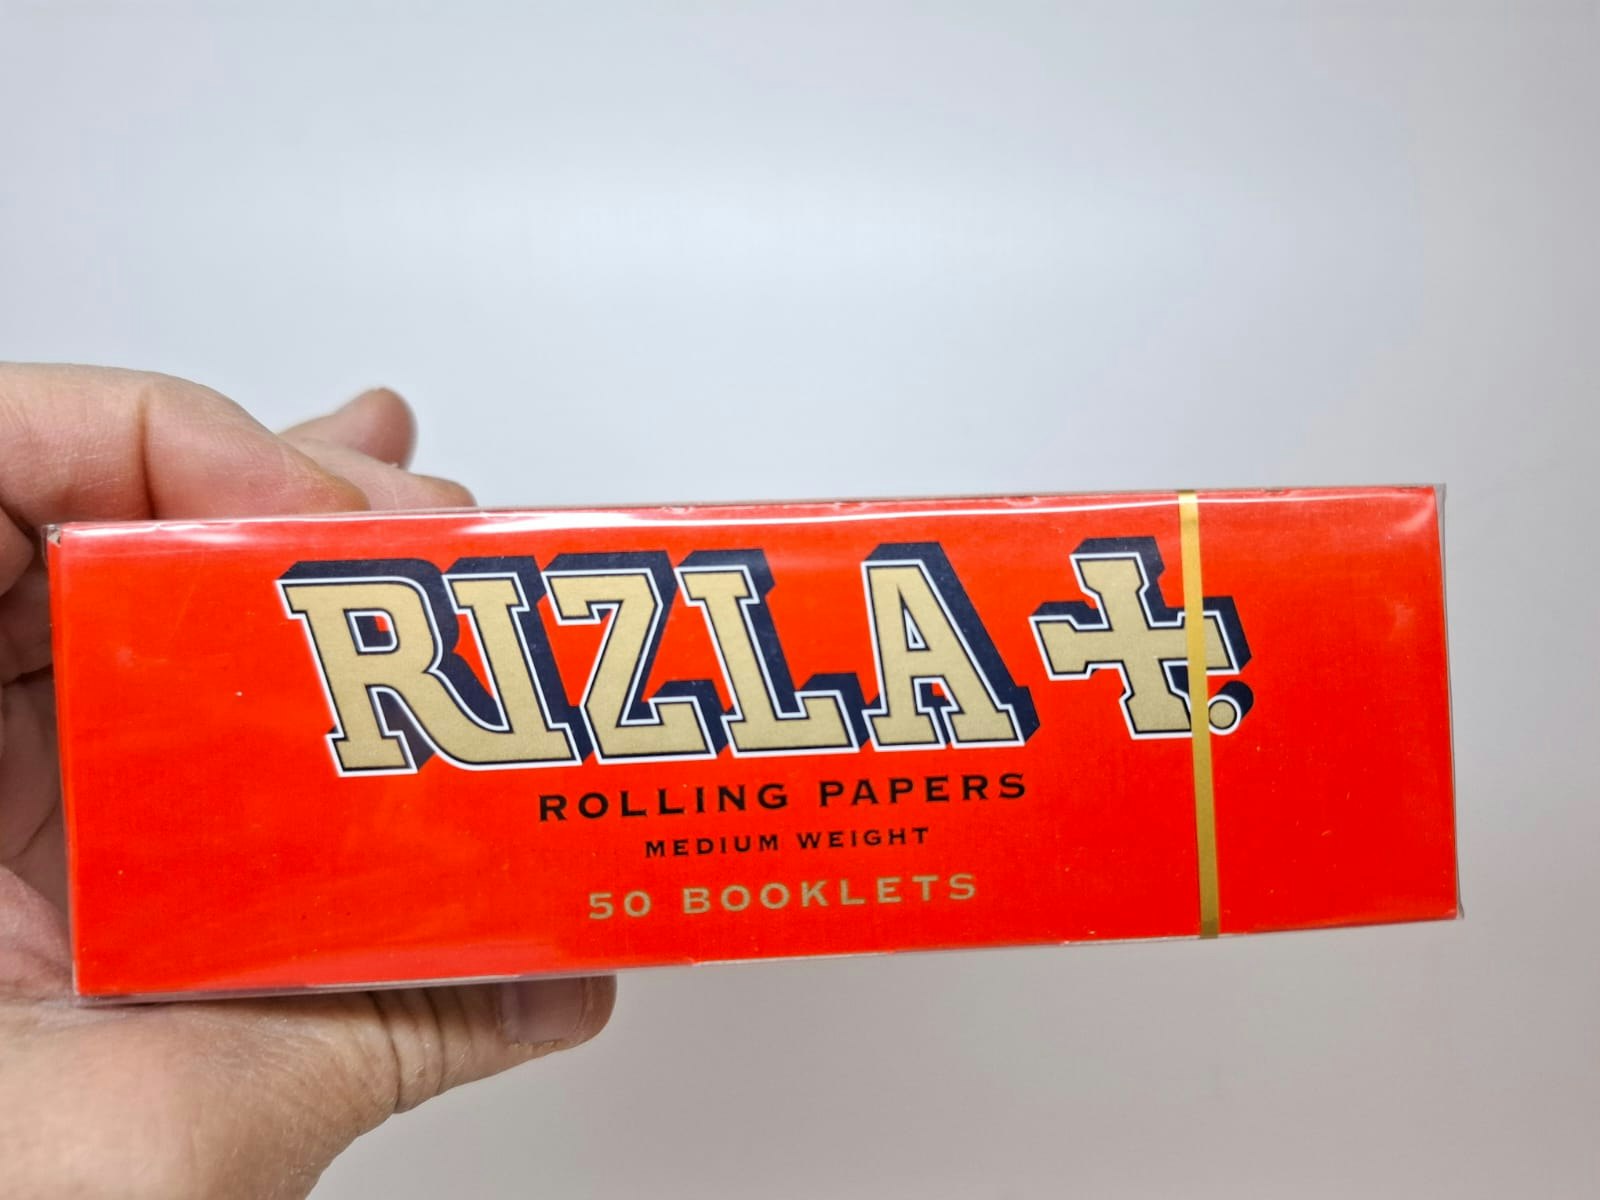 RIZLA+.
ROLLING PAPERS
MEDIUM WEIGHT
50 BOOKLETS